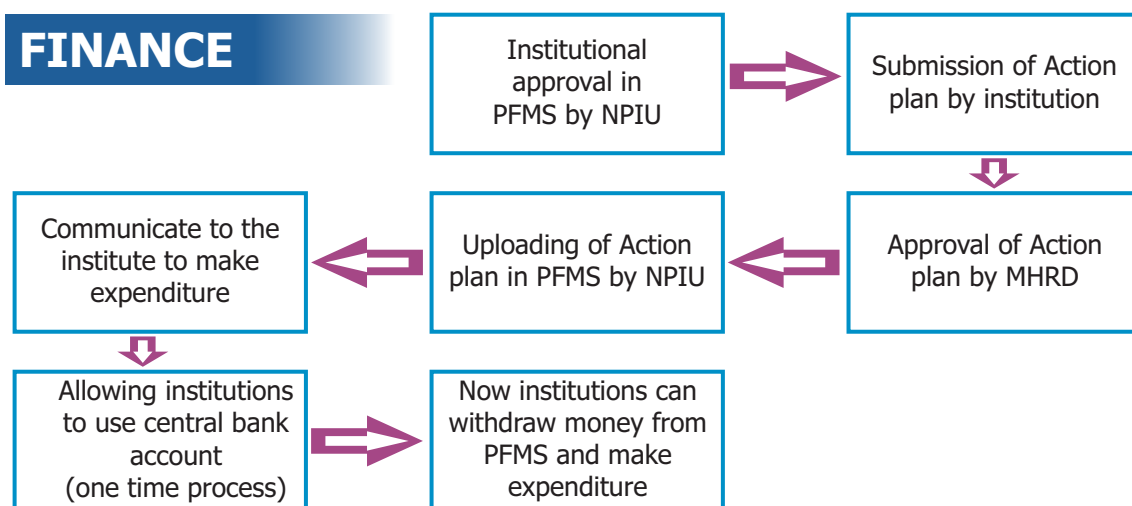 FINANCE
Institutional
approval in
PFMS by NPIU
Submission of Action
plan by institution
Approval of Action
plan by MHRD
Uploading of Action
plan in PFMS by NPIU
Communicate to the
institute to make
expenditure
Allowing institutions
to use central bank
account
(one time process)
Now institutions can
withdraw money from
PFMS and make
expenditure